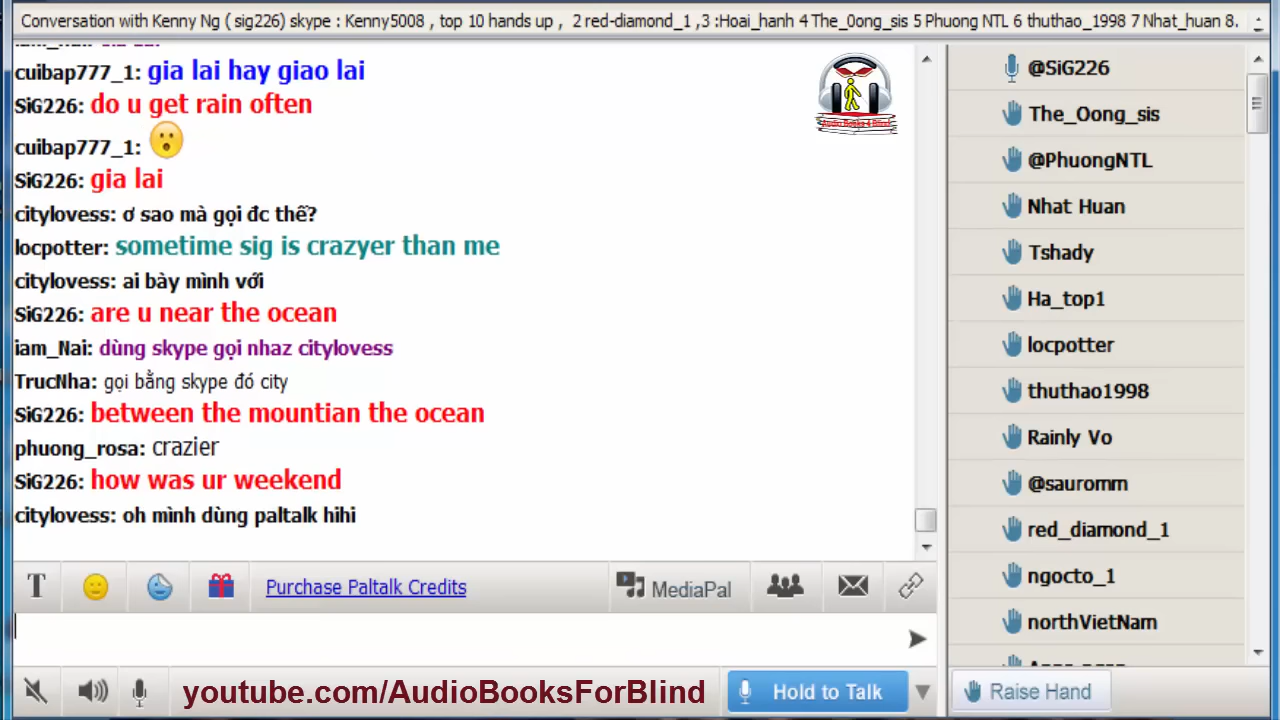 Conversation with Kenny Ng ( sig226) skype : Kenny5008 , top 10 hands up , 2 red-diamond_1 ,3 :Hoai_hanh 4 The_0ong_sis 5 Phuong NTL 6 thuthao_1998 7 Nhat_huan 8.
cuibap777_1: gia lai hay giao lai
SiG226: do u get rain often
cuibap777_1:
SiG226: gia lai
citylovess: ơ sao mà gọi đc thế?
locpotter: sometime sig is crazyer than me
citylovess: ai bày mình với
SiG226: are u near the ocean
iam_Nai: dùng skype gọi nhaz citylovess
TrucNha: gọi bằng skype đó city
SiG226: between the mountian the ocean
phuong_rosa: crazier
SiG226: how was ur weekend
citylovess: oh mình dùng paltalk hihi
Audio Books 4 Blind
@SiG226
The_Oong_sis
@PhuongNTL
Nhat Huan
Tshady
Ha_top1
locpotter
thuthao1998
Rainly Vo
@sauromm
red_diamond_1
ngocto_1
northVietNam
T
Purchase Paltalk Credits
MediaPal
youtube.com/AudioBooksForBlind
Hold to Talk
Raise Hand